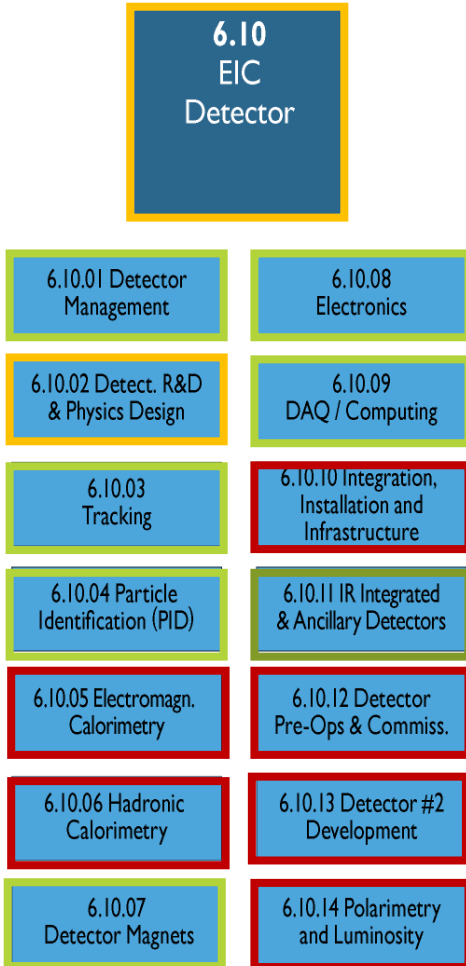 6.10
EIC
Detector
6.10.01 Detector
Management
6.10.02 Detect. R&D
& Physics Design
6.10.03
Tracking
6.10.04 Particle
Identification (PID)
6.10.05 Electromagn.
Calorimetry
6.10.06 Hadronic
Calorimetry
6.10.07
Detector Magnets
6.10.08
Electronics
6.10.09
DAQ / Computing
6.10.10 Integration,
Installation and
Infrastructure
6.10.11 IR Integrated
& Ancillary Detectors
6.10.12 Detector
Pre-Ops & Commiss.
6.10.13 Detector #2
Development
6.10.14 Polarimetry
and Luminosity